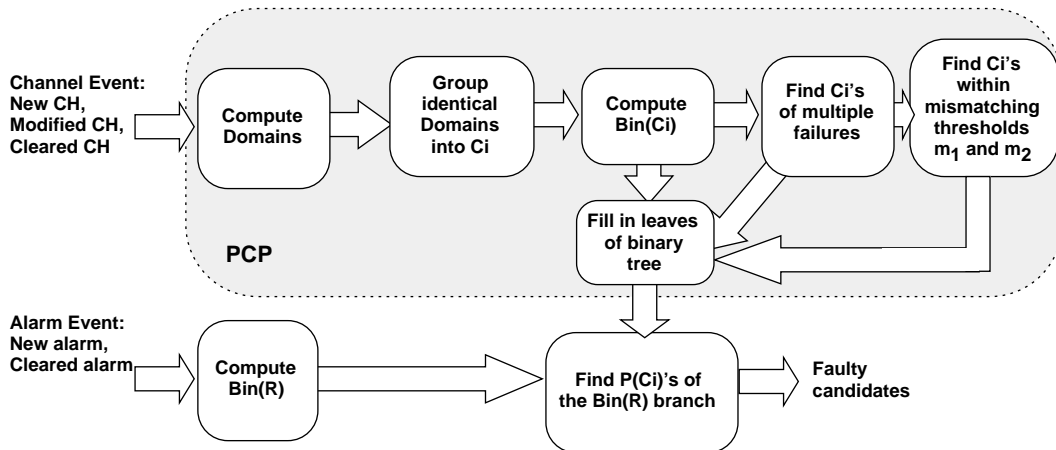 Channel Event:
New CH,
Modified CH,
Cleared CH
Compute
Domains
Group
identical
Domains
into Ci
Compute
Bin(Ci)
Find Ci's
of multiple
failures
Find Ci's
within
mismatching
thresholds
m1 and m2
Fill in leaves
of binary
tree
PCP
Alarm Event:
New alarm,
Cleared alarm
Compute
Bin(R)
Find P(Ci)'s of
the Bin(R) branch
Faulty
candidates